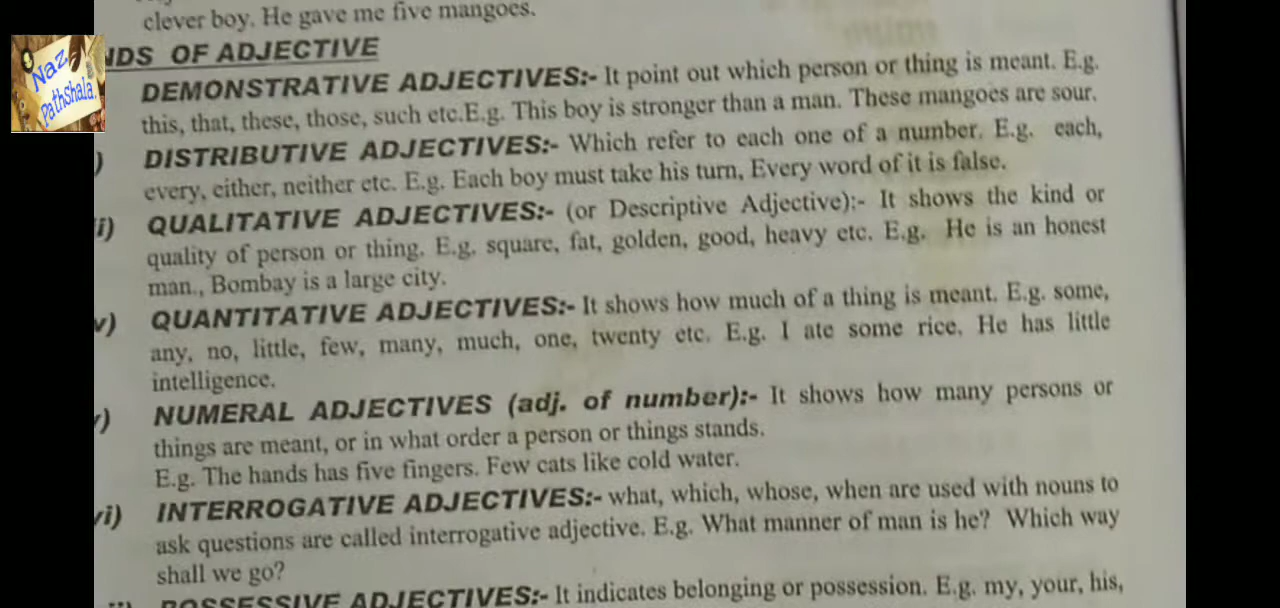 clever boy. He gave me five mangoes.
NDS OF ADJECTIVE
Naz
Pathshala.
DEMONSTRATIVE ADJECTIVES:- It point out which person or thing is meant. E.g.
this, that, these, those, such etc.E.g. This boy is stronger than a man. These mangoes are sour.
) DISTRIBUTIVE ADJECTIVES:- Which refer to each one of a number. E.g. each,
every, either, neither etc. E.g. Each boy must take his turn, Every word of it is false.
i) QUALITATIVE ADJECTIVES:- (or Descriptive Adjective):- It shows the kind or
quality of person or thing. E.g. square, fat, golden, good, heavy etc. E.g. He is an honest
man., Bombay is a large city.
v) QUANTITATIVE ADJECTIVES:- It shows how much of a thing is meant. E.g. some,
any, no, little, few, many, much, one, twenty etc. E.g. I ate some rice. He has little
intelligence.
) NUMERAL ADJECTIVES (adj. of number):- It shows how many persons or
things are meant, or in what order a person or things stands.
E.g. The hands has five fingers. Few cats like cold water.
vi) INTERROGATIVE ADJECTIVES:- what, which, whose, when are used with nouns to
ask questions are called interrogative adjective. E.g. What manner of man is he? Which way
shall we go?
POSSESSIVE ADJECTIVES:- It indicates belonging or possession. E.g. my, your, his,